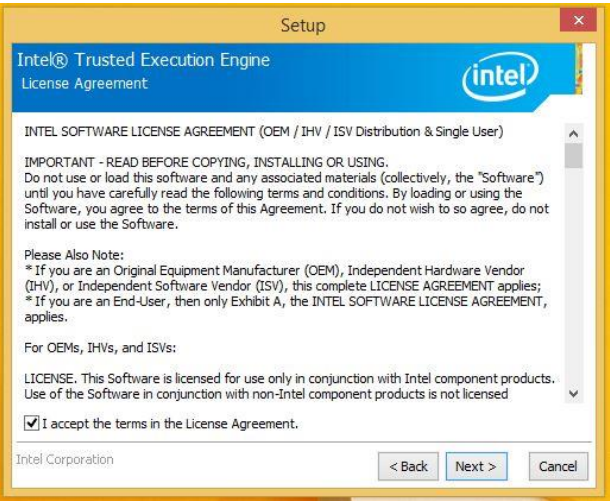 Setup
Intel® Trusted Execution Engine
License Agreement
intel
INTEL SOFTWARE LICENSE AGREEMENT (OEM / IHV / ISV Distribution & Single User)
IMPORTANT - READ BEFORE COPYING, INSTALLING OR USING.
Do not use or load this software and any associated materials (collectively, the "Software")
until you have carefully read the following terms and conditions. By loading or using the
Software, you agree to the terms of this Agreement. If you do not wish to so agree, do not
install or use the Software.
Please Also Note:
* If you are an Original Equipment Manufacturer (OEM), Independent Hardware Vendor
(IHV), or Independent Software Vendor (ISV), this complete LICENSE AGREEMENT applies;
* If you are an End-User, then only Exhibit A, the INTEL SOFTWARE LICENSE AGREEMENT,
applies.
For OEMs, IHVs, and ISVs:
LICENSE. This Software is licensed for use only in conjunction with Intel component products.
Use of the Software in conjunction with non-Intel component products is not licensed
I accept the terms in the License Agreement.
Intel Corporation
< Back Next > Cancel